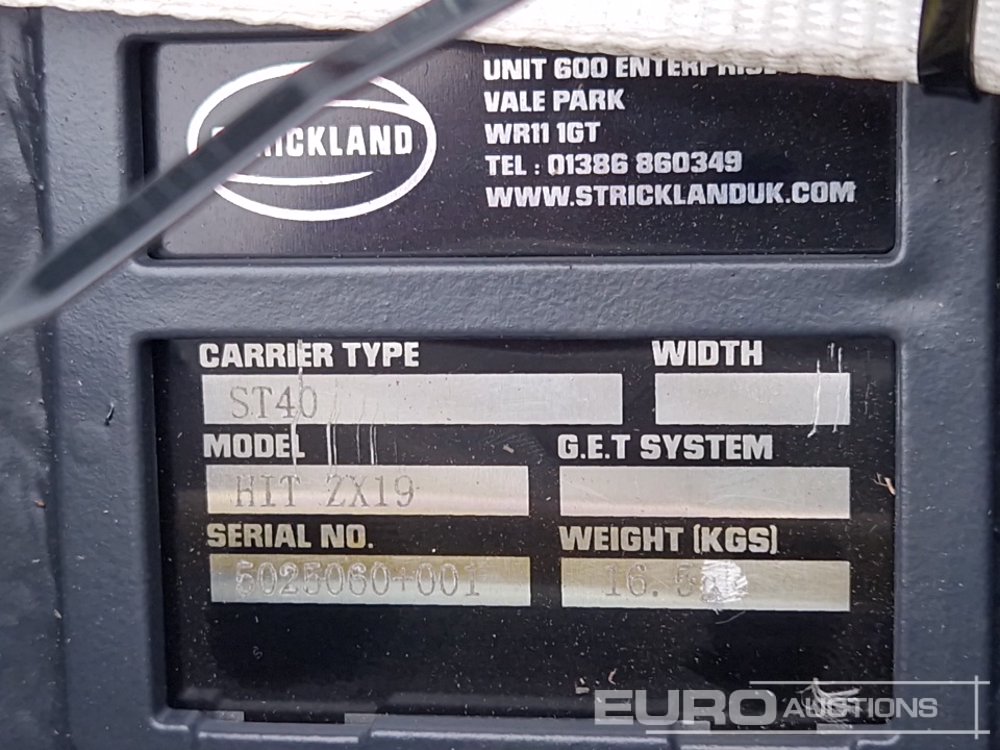 STRICKLAND
UNIT 600 ENTERPRISE
VALE PARK
WR11 1GT
TEL : 01386 860349
WWW.STRICKLANDUK.COM
CARRIER TYPE
WIDTH
ST40
MODEL
G.E.T SYSTEM
HIT ZX19
SERIAL NO.
WEIGHT (KGS)
5025060+001
EURO AUCTIONS